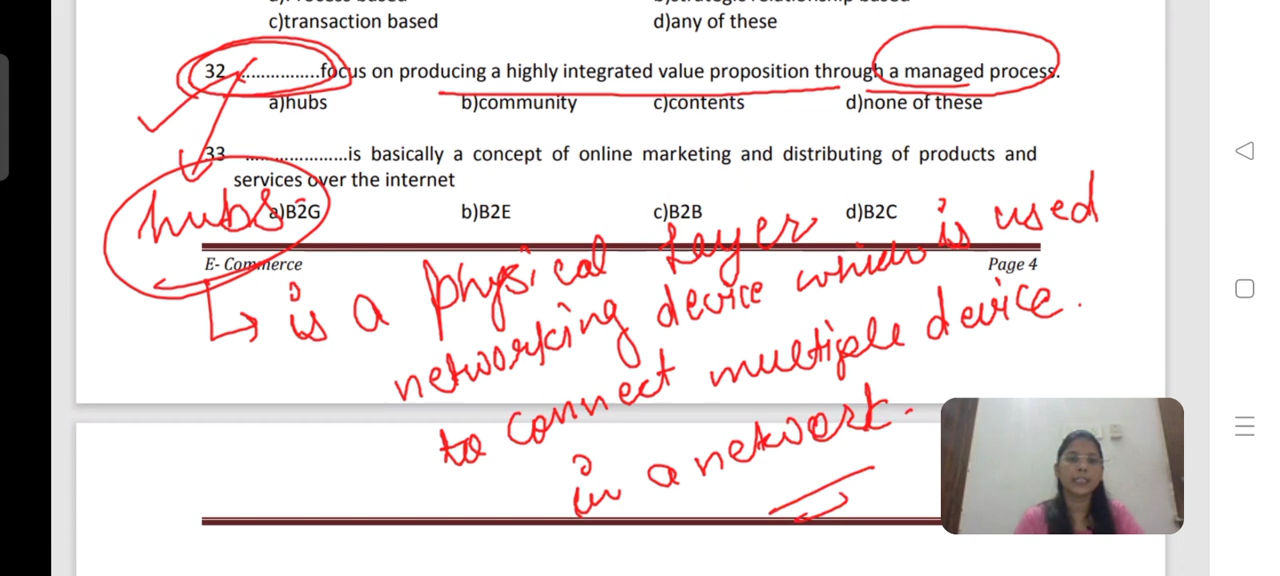 c)transaction based d)any of these
32 ................focus on producing a highly integrated value proposition through a managed process.
a)hubs b)community c)contents d)none of these
33 .....................is basically a concept of online marketing and distributing of products and
services over the internet
hubs
a)B2G b)B2E c)B2B d)B2C
E- Commerce Page 4
is a physical layer
networking device which is used
to connect multiple device.
in a network.